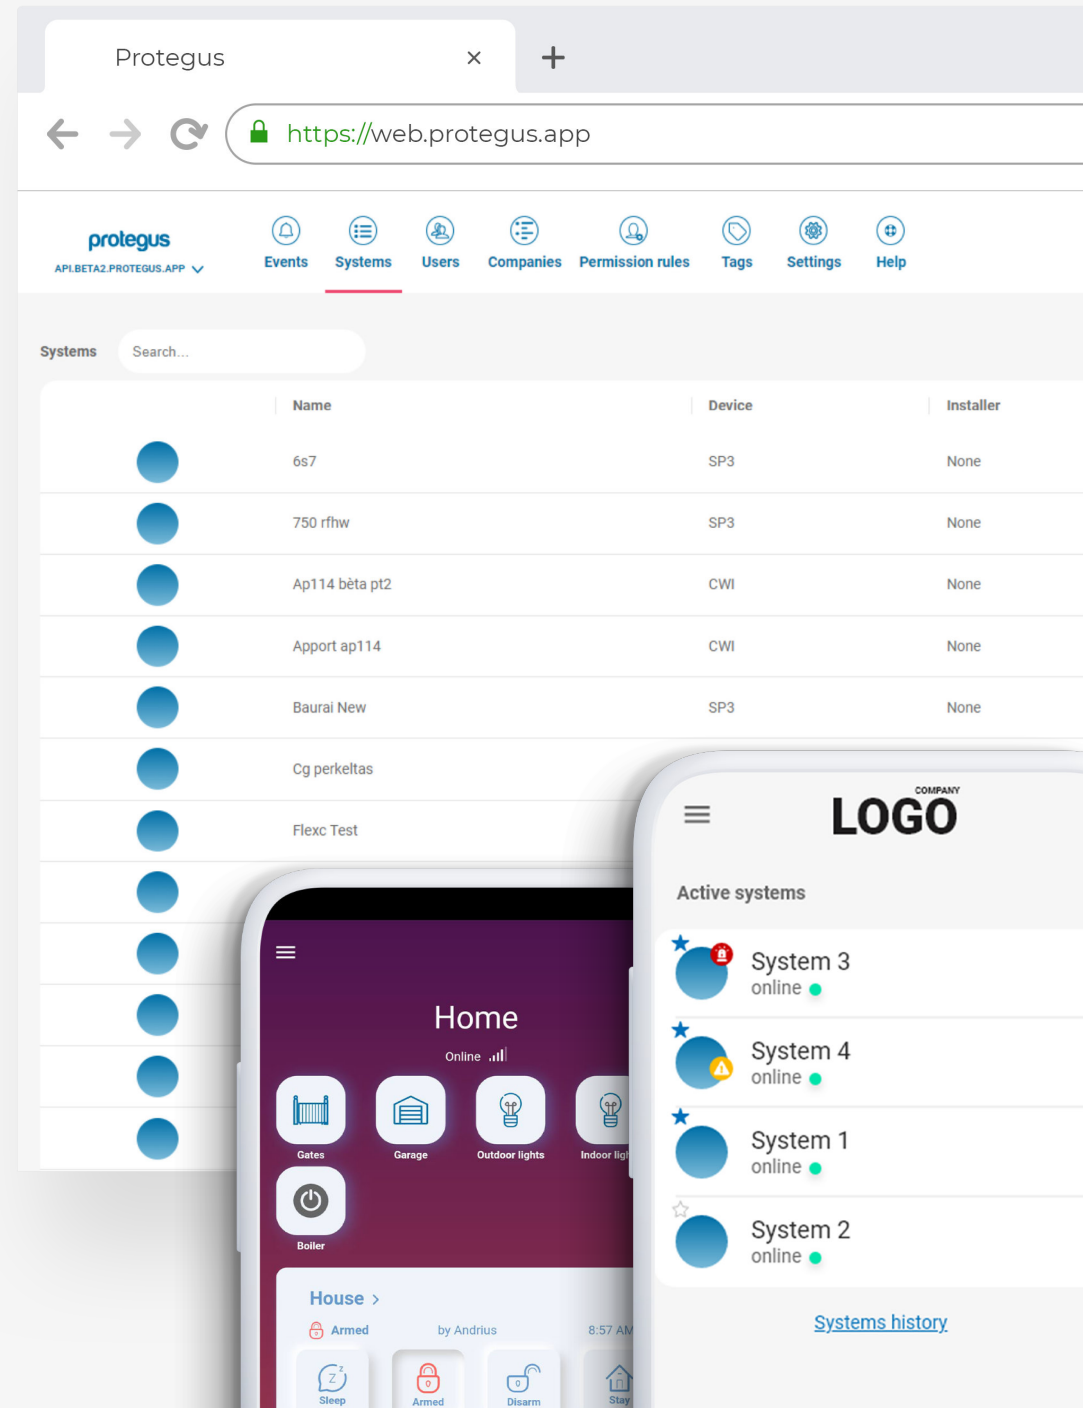 Protegus
https://web.protegus.app
protegus
API.BETA2.PROTEGUS.APP
Events Systems Users Companies Permission rules Tags Settings Help
Systems Search...
Name Device Installer
6s7 SP3 None
750 rfhw SP3 None
Ap114 bèta pt2 CWI None
Apport ap114 CWI None
Baurai New SP3 None
Cg perkeltas
Flexc Test
Home
Online
Gates Garage Outdoor lights Indoor ligh
Boiler
House >
Armed by Andrius 8:57 AM
Sleep Armed Disarm Stay
COMPANY
LOGO
Active systems
System 3
online
System 4
online
System 1
online
System 2
online
Systems history